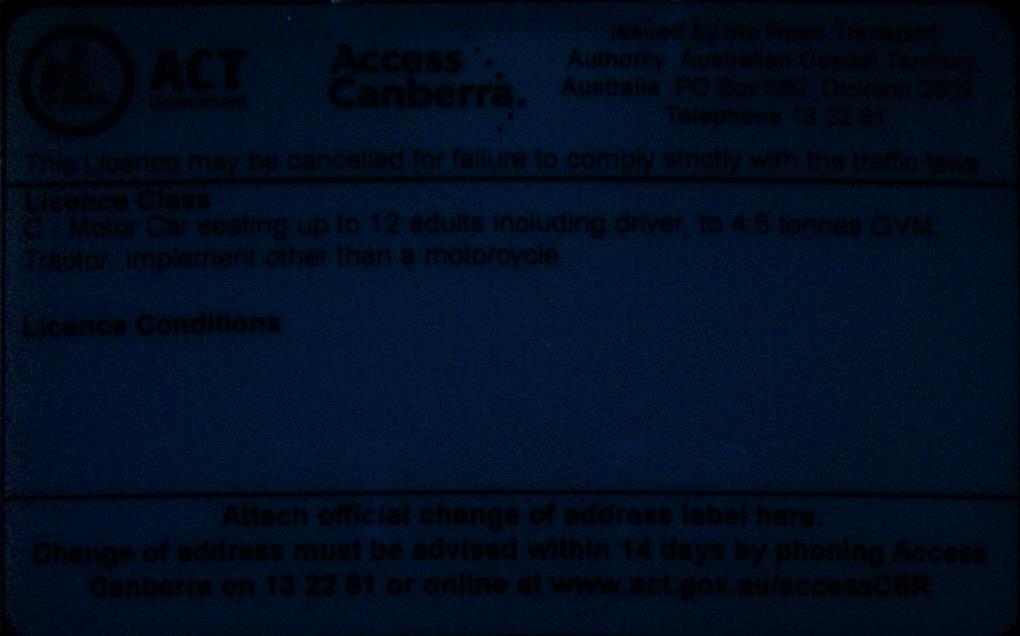 ACT
Government
Access
Canberra.
Issued by the Road Transport
Authority Australian Capital Territory,
Australia PO Box 582 Dickson 2602
Telephone 13 22 81
This Licence may be cancelled for failure to comply strictly with the traffic laws
Licence Class
C - Motor Car seating up to 12 adults including driver, to 4.5 tonnes GVM;
Tractor, Implement other than a motorcycle
Licence Conditions
Attach official change of address label here.
Change of address must be advised within 14 days by phoning Access
Canberra on 13 22 81 or online at www.act.gov.au/accessCBR